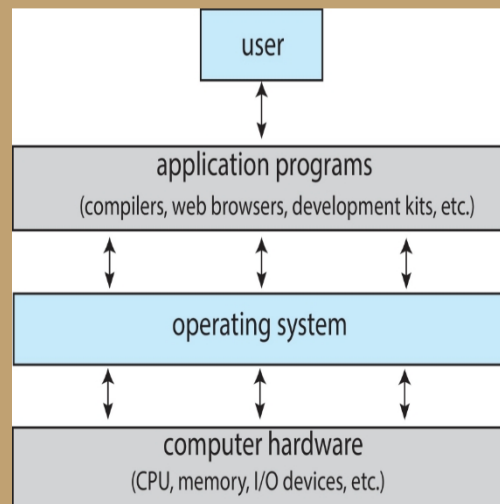 user
application programs
(compilers, web browsers, development kits, etc.)
operating system
computer hardware
(CPU, memory, I/O devices, etc.)